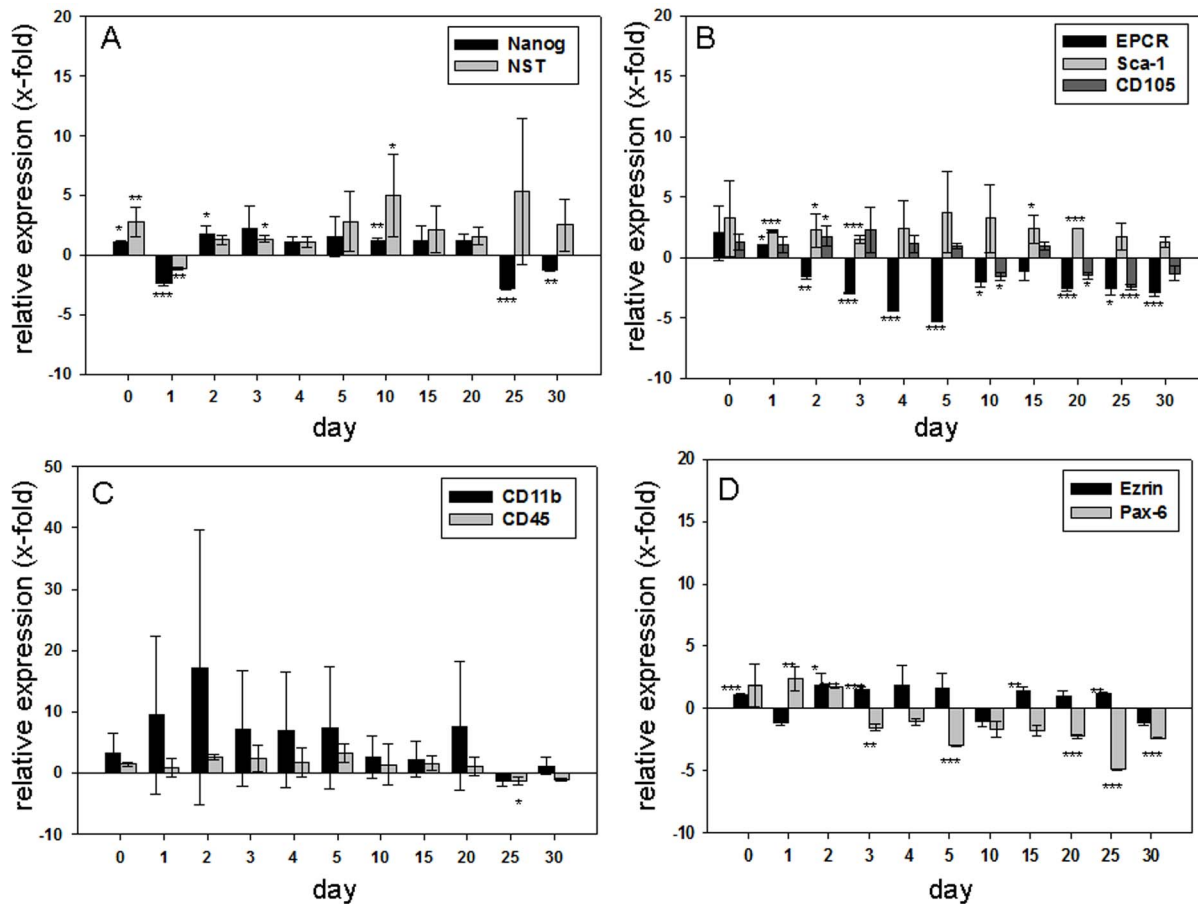 A
Nanog
NST
relative expression (x-fold)
20
15
10
5
0
-5
-10
* ** *** ** * * ** * *** **
0 1 2 3 4 5 10 15 20 25 30
day
B
EPCR
Sca-1
CD105
relative expression (x-fold)
20
15
10
5
0
-5
-10
* *** * * *** * ***
** *** *** *** * * *** * * *** ***
0 1 2 3 4 5 10 15 20 25 30
day
C
CD11b
CD45
relative expression (x-fold)
50
40
30
20
10
0
-10
*
0 1 2 3 4 5 10 15 20 25 30
day
D
Ezrin
Pax-6
relative expression (x-fold)
20
15
10
5
0
-5
-10
*** ** * *** *** ** **
** *** *** *** ***
0 1 2 3 4 5 10 15 20 25 30
day